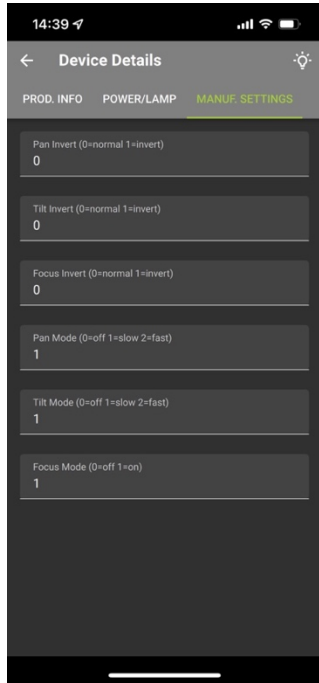 14:39
Device Details
PROD. INFO POWER/LAMP MANUF. SETTINGS
Pan Invert (0=normal 1=invert)
0
Tilt Invert (0=normal 1=invert)
0
Focus Invert (0=normal 1=invert)
0
Pan Mode (0=off 1=slow 2=fast)
1
Tilt Mode (0=off 1=slow 2=fast)
1
Focus Mode (0=off 1=on)
1